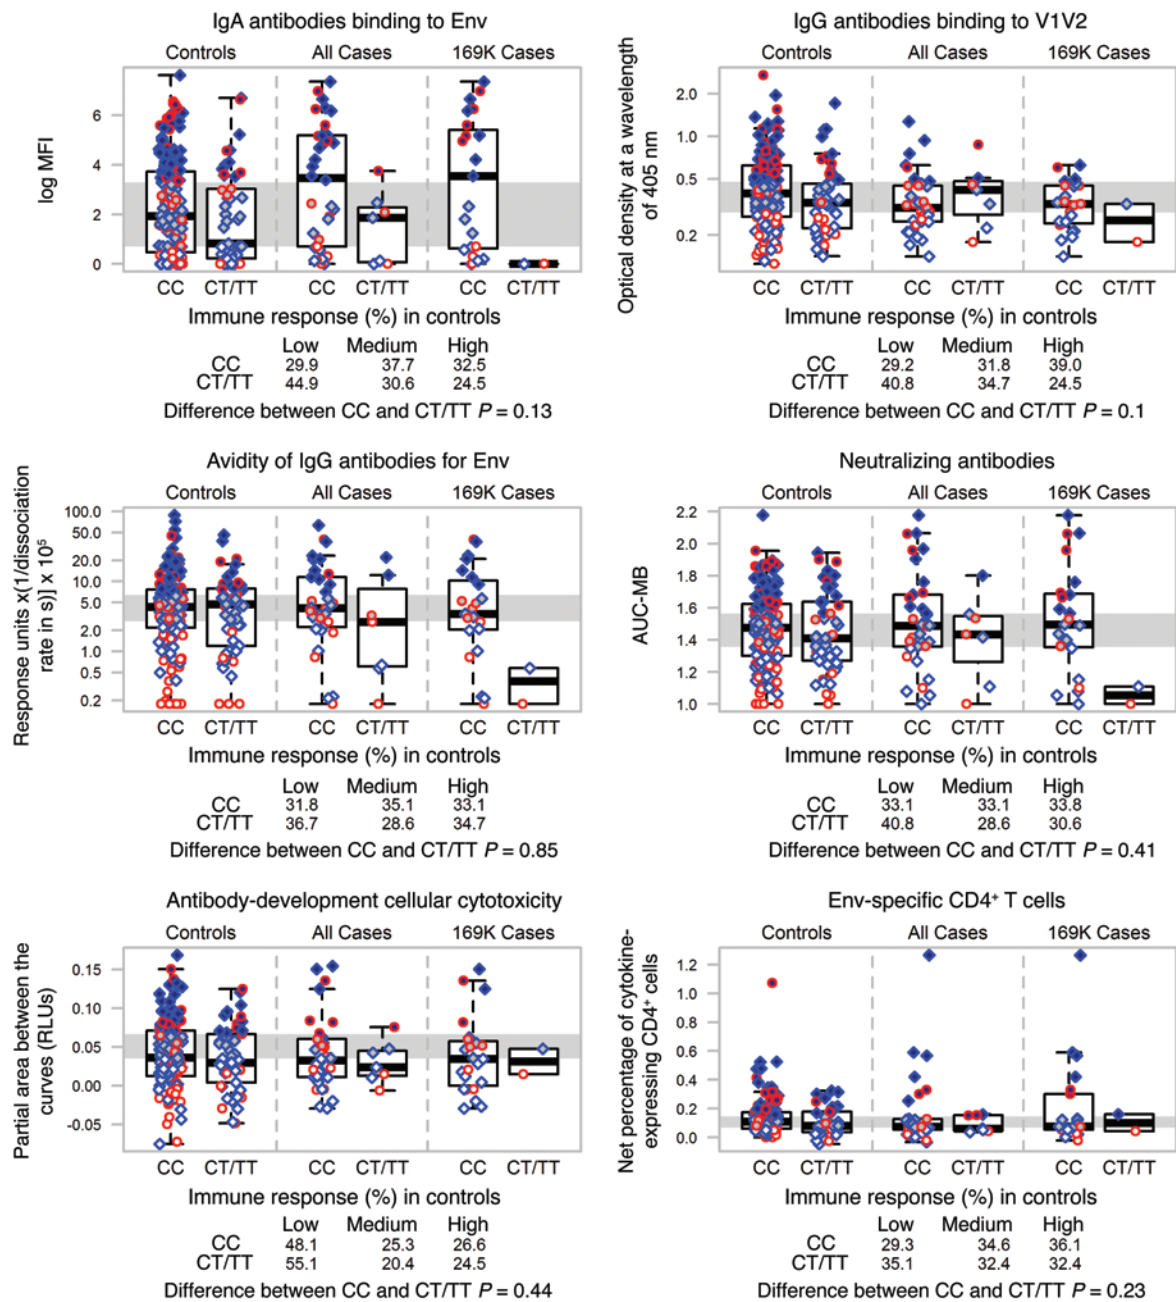 IgA antibodies binding to Env
Controls All Cases 169K Cases
log MFI
6
4
2
0
CC CT/TT CC CT/TT CC CT/TT
Immune response (%) in controls
Low Medium High
CC 29.9 37.7 32.5
CT/TT 44.9 30.6 24.5
Difference between CC and CT/TT P = 0.13
IgG antibodies binding to V1V2
Controls All Cases 169K Cases
Optical density at a wavelength
of 405 nm
2.0
1.0
0.5
0.2
CC CT/TT CC CT/TT CC CT/TT
Immune response (%) in controls
Low Medium High
CC 29.2 31.8 39.0
CT/TT 40.8 34.7 24.5
Difference between CC and CT/TT P = 0.1
Avidity of IgG antibodies for Env
Controls All Cases 169K Cases
Response units x(1/dissociation
rate in s)] x 10⁵
100.0
50.0
20.0
10.0
5.0
2.0
1.0
0.5
0.2
CC CT/TT CC CT/TT CC CT/TT
Immune response (%) in controls
Low Medium High
CC 31.8 35.1 33.1
CT/TT 36.7 28.6 34.7
Difference between CC and CT/TT P = 0.85
Neutralizing antibodies
Controls All Cases 169K Cases
AUC-MB
2.2
2.0
1.8
1.6
1.4
1.2
1.0
CC CT/TT CC CT/TT CC CT/TT
Immune response (%) in controls
Low Medium High
CC 33.1 33.1 33.8
CT/TT 40.8 28.6 30.6
Difference between CC and CT/TT P = 0.41
Antibody-development cellular cytotoxicity
Controls All Cases 169K Cases
Partial area between the
curves (RLUs)
0.15
0.10
0.05
0.00
-0.05
CC CT/TT CC CT/TT CC CT/TT
Immune response (%) in controls
Low Medium High
CC 48.1 25.3 26.6
CT/TT 55.1 20.4 24.5
Difference between CC and CT/TT P = 0.44
Env-specific CD4⁺ T cells
Controls All Cases 169K Cases
Net percentage of cytokine-
expressing CD4⁺ cells
1.2
1.0
0.8
0.6
0.4
0.2
0.0
CC CT/TT CC CT/TT CC CT/TT
Immune response (%) in controls
Low Medium High
CC 29.3 34.6 36.1
CT/TT 35.1 32.4 32.4
Difference between CC and CT/TT P = 0.23